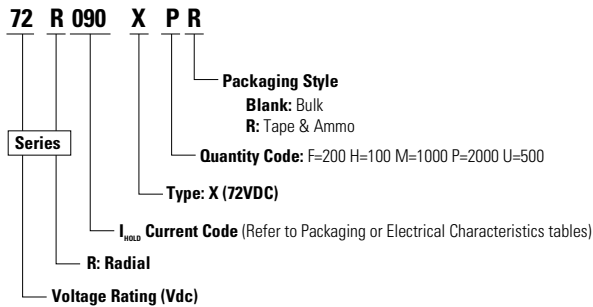 72 R 090 X P R
Packaging Style
Blank: Bulk
R: Tape & Ammo
Series
Quantity Code: F=200 H=100 M=1000 P=2000 U=500
Type: X (72VDC)
IHOLD Current Code (Refer to Packaging or Electrical Characteristics tables)
R: Radial
Voltage Rating (Vdc)